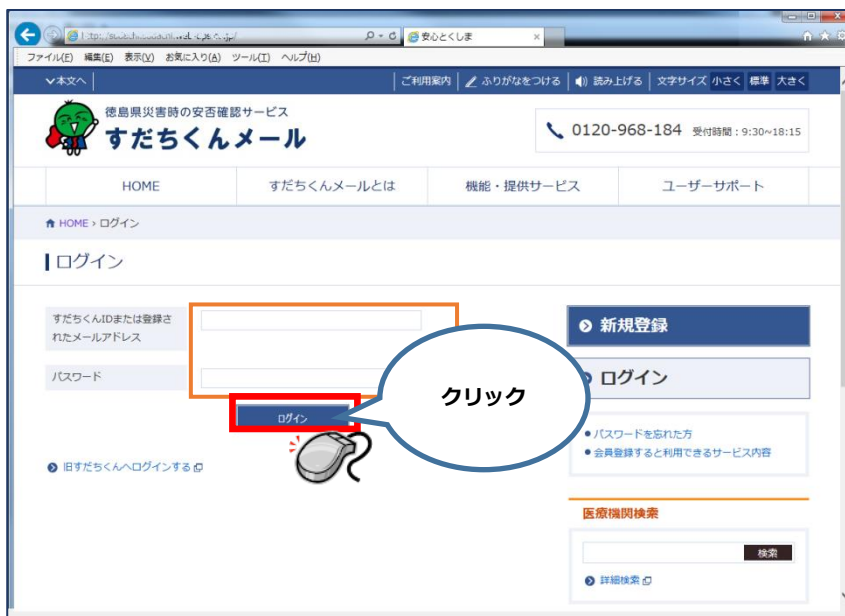 安心とくしま ×
ファイル(F) 編集(E) 表示(V) お気に入り(A) ツール(T) ヘルプ(H)
本文へ ご利用案内 ふりがなをつける 読み上げる 文字サイズ 小さく 標準 大きく
徳島県災害時の安否確認サービス
すだちくんメール
0120-968-184 受付時間：9:30~18:15
HOME すだちくんメールとは 機能・提供サービス ユーザーサポート
HOME › ログイン
ログイン
すだちくんIDまたは登録さ
れたメールアドレス
パスワード
ログイン
クリック
旧すだちくんへログインする
新規登録
ログイン
パスワードを忘れた方
会員登録すると利用できるサービス内容
医療機関検索
検索
詳細検索